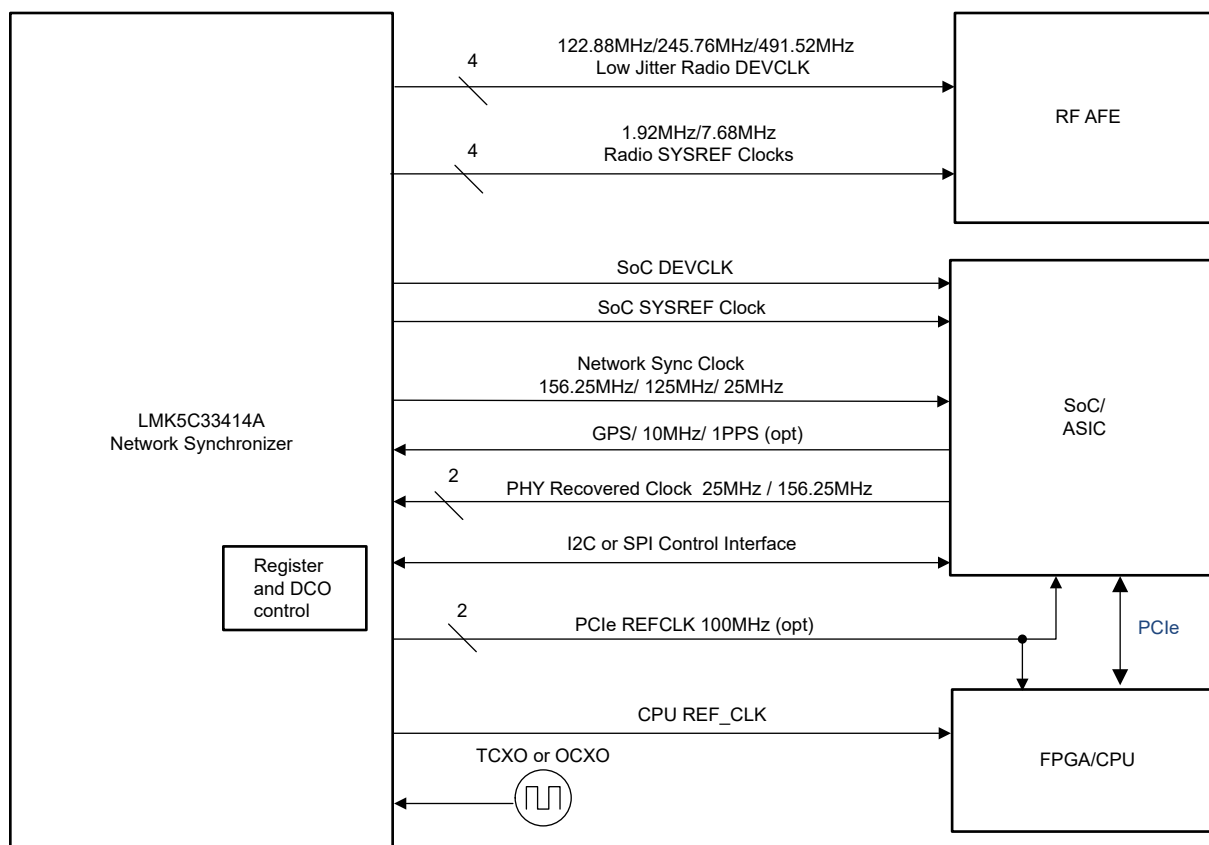 122.88MHz/245.76MHz/491.52MHz
4
Low Jitter Radio DEVCLK
RF AFE
1.92MHz/7.68MHz
4
Radio SYSREF Clocks
SoC DEVCLK
SoC SYSREF Clock
Network Sync Clock
156.25MHz/ 125MHz/ 25MHz
SoC/
ASIC
LMK5C33414A
Network Synchronizer
GPS/ 10MHz/ 1PPS (opt)
2
PHY Recovered Clock  25MHz / 156.25MHz
I2C or SPI Control Interface
Register
and DCO
control
2
PCIe REFCLK 100MHz (opt)
PCIe
CPU REF_CLK
TCXO or OCXO
FPGA/CPU